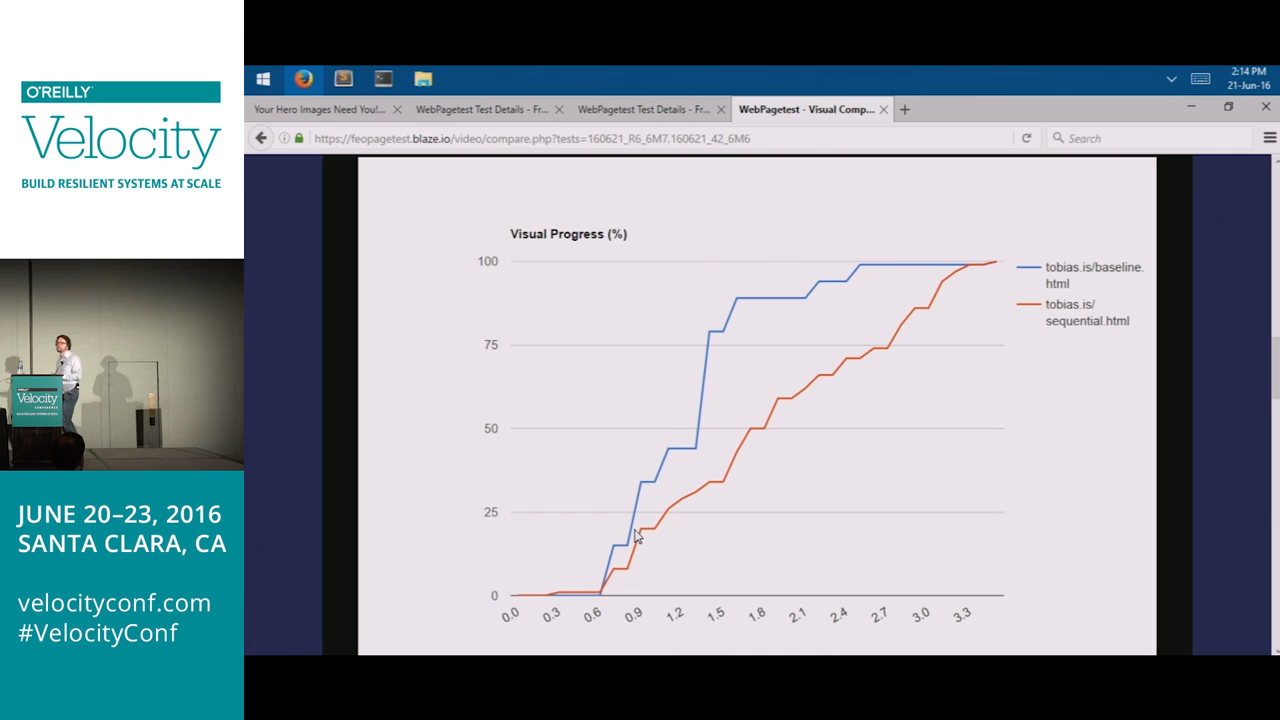 O'REILLY
Velocity
BUILD RESILIENT SYSTEMS AT SCALE
Velocity
CONFERENCE
JUNE 20–23, 2016
SANTA CLARA, CA
velocityconf.com
#VelocityConf
2:14 PM
21-Jun-16
Your Hero Images Need You!...
WebPagetest Test Details - Fr...
WebPagetest Test Details - Fr...
WebPagetest - Visual Comp...
https://feopagetest.blaze.io/video/compare.php?tests=160621_R6_6M7,160621_42_6M6
Search
Visual Progress (%)
100
75
50
25
0
0.0 0.3 0.6 0.9 1.2 1.5 1.8 2.1 2.4 2.7 3.0 3.3
tobias.is/baseline.
html
tobias.is/
sequential.html